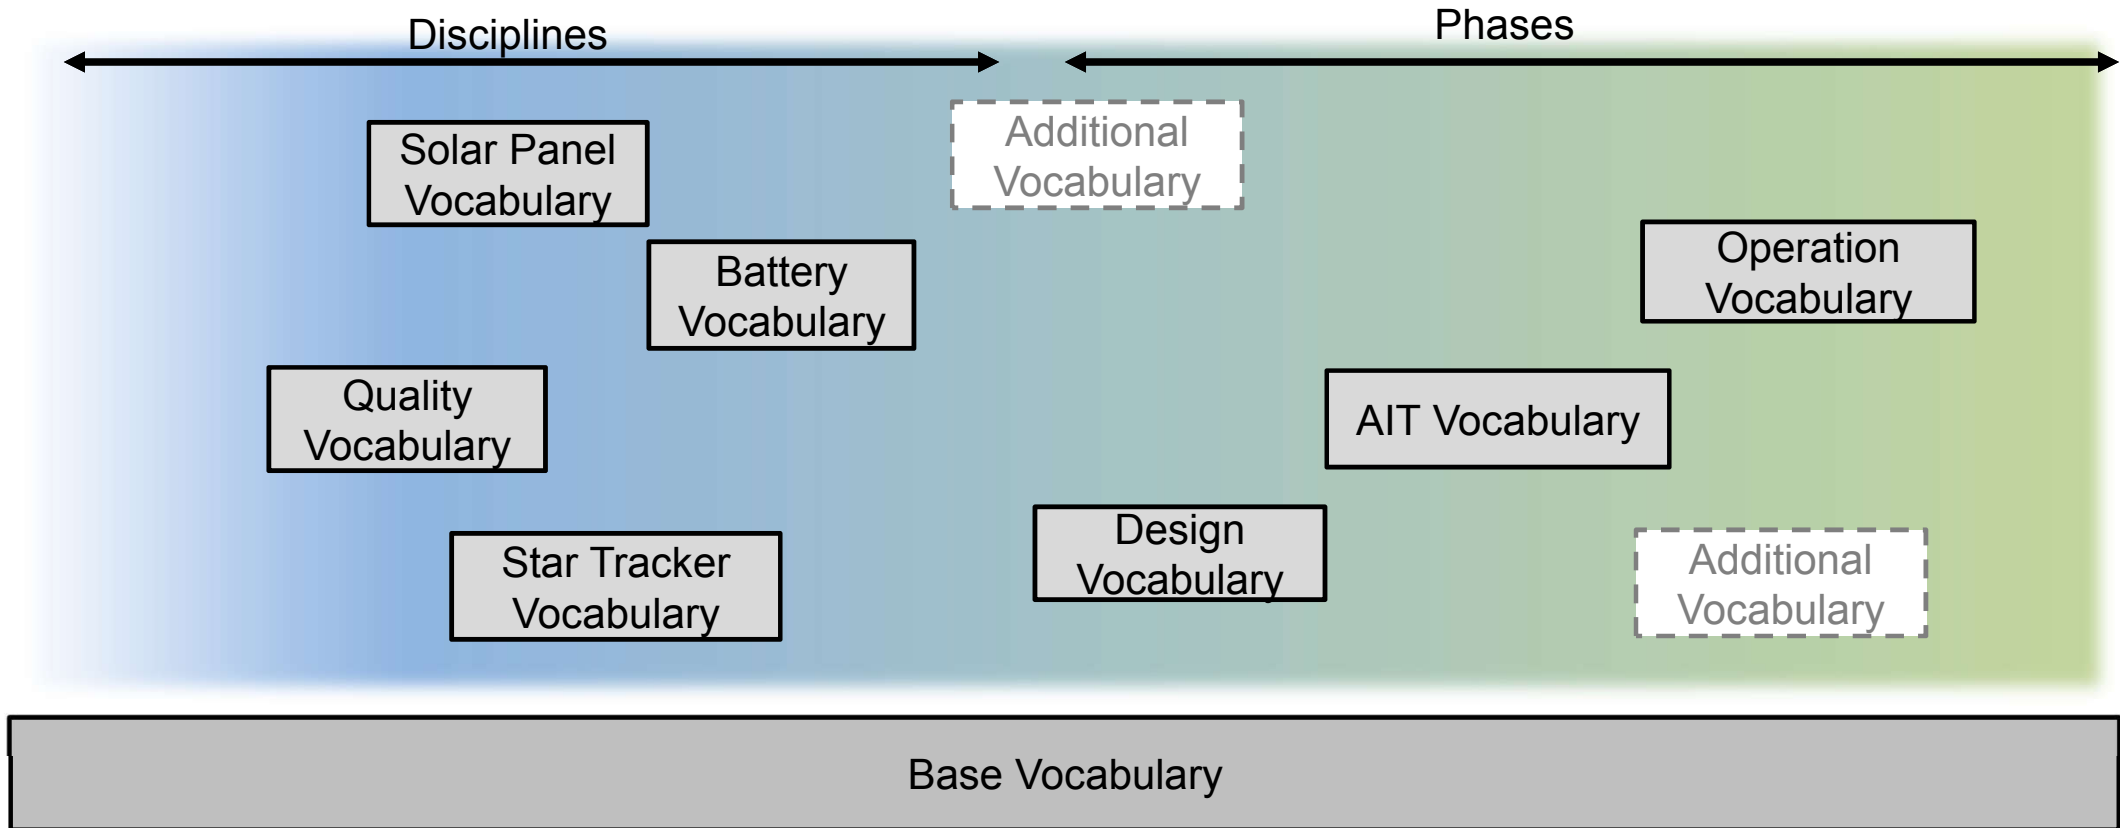 Disciplines
Phases
Solar Panel
Vocabulary
Additional
Vocabulary
Battery
Vocabulary
Operation
Vocabulary
Quality
Vocabulary
AIT Vocabulary
Star Tracker
Vocabulary
Design
Vocabulary
Additional
Vocabulary
Base Vocabulary